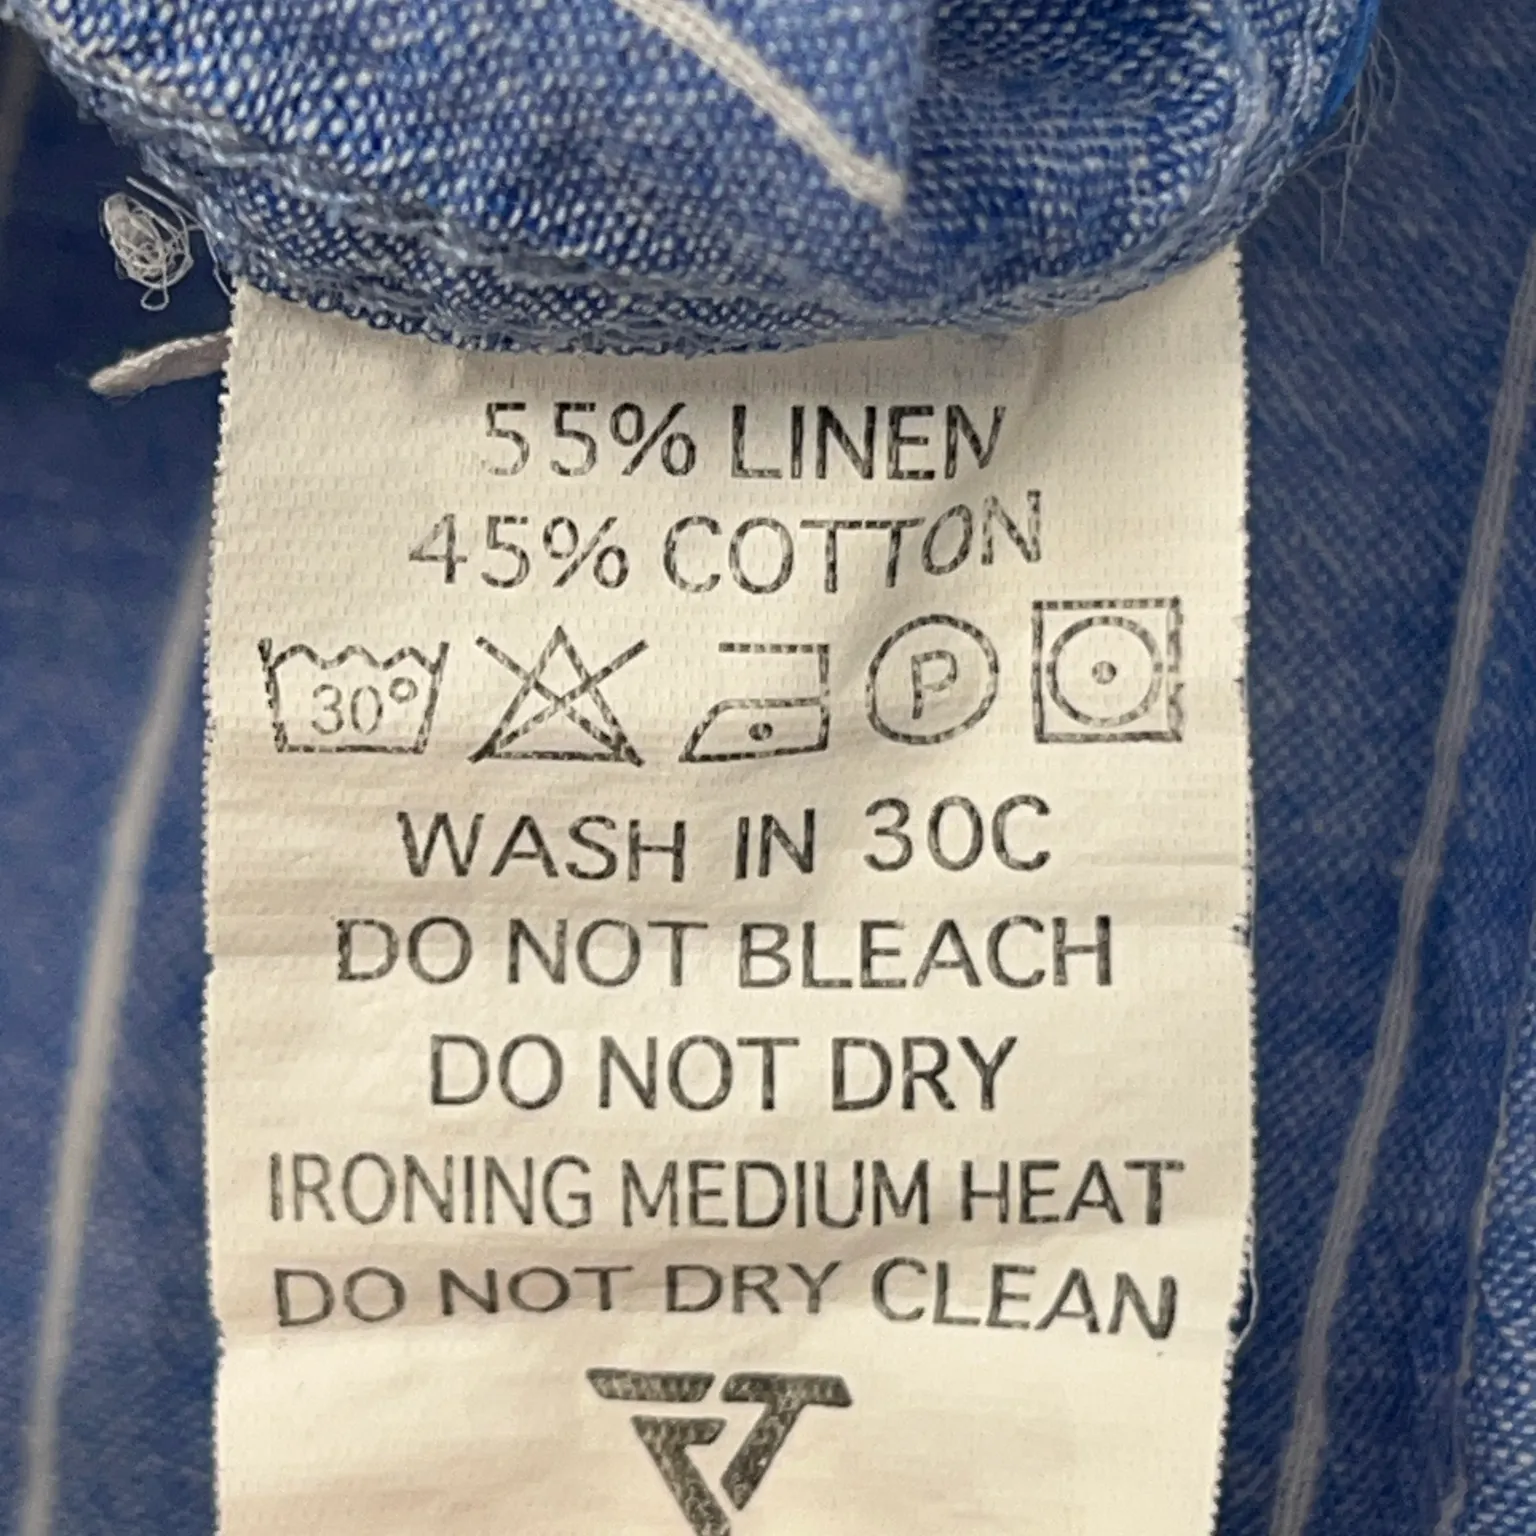 55% LINEN
45% COTTON
30° P
WASH IN 30C
DO NOT BLEACH
DO NOT DRY
IRONING MEDIUM HEAT
DO NOT DRY CLEAN
FT